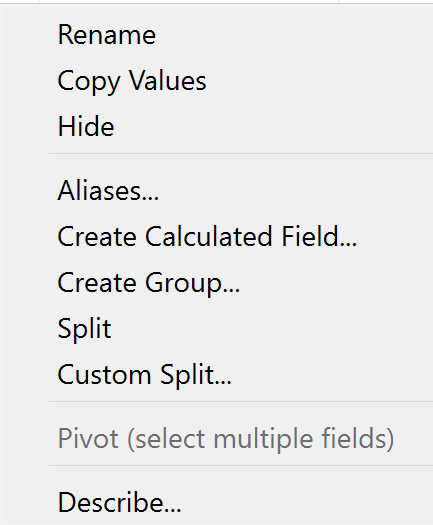 Rename
Copy Values
Hide
Aliases...
Create Calculated Field...
Create Group...
Split
Custom Split...
Pivot (select multiple fields)
Describe...